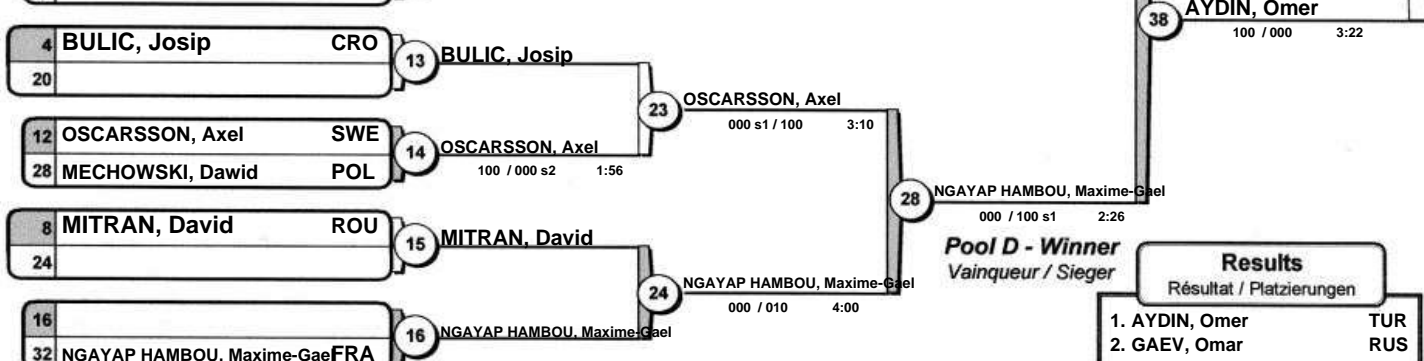 AYDIN, Omer
38
100 / 000 3:22
4 BULIC, Josip CRO
13 BULIC, Josip
20
23 OSCARSSON, Axel
000 s1 / 100 3:10
12 OSCARSSON, Axel SWE
14 OSCARSSON, Axel
100 / 000 s2 1:56
28 MECHOWSKI, Dawid POL
28 NGAYAP HAMBOU, Maxime-Gael
000 / 100 s1 2:26
8 MITRAN, David ROU
15 MITRAN, David
24
Pool D - Winner
Vainqueur / Sieger
Results
Résultat / Platzierungen
24 NGAYAP HAMBOU, Maxime-Gael
000 / 010 4:00
16
16 NGAYAP HAMBOU, Maxime-Gael
32 NGAYAP HAMBOU, Maxime-Gael FRA
1. AYDIN, Omer TUR
2. GAEV, Omar RUS